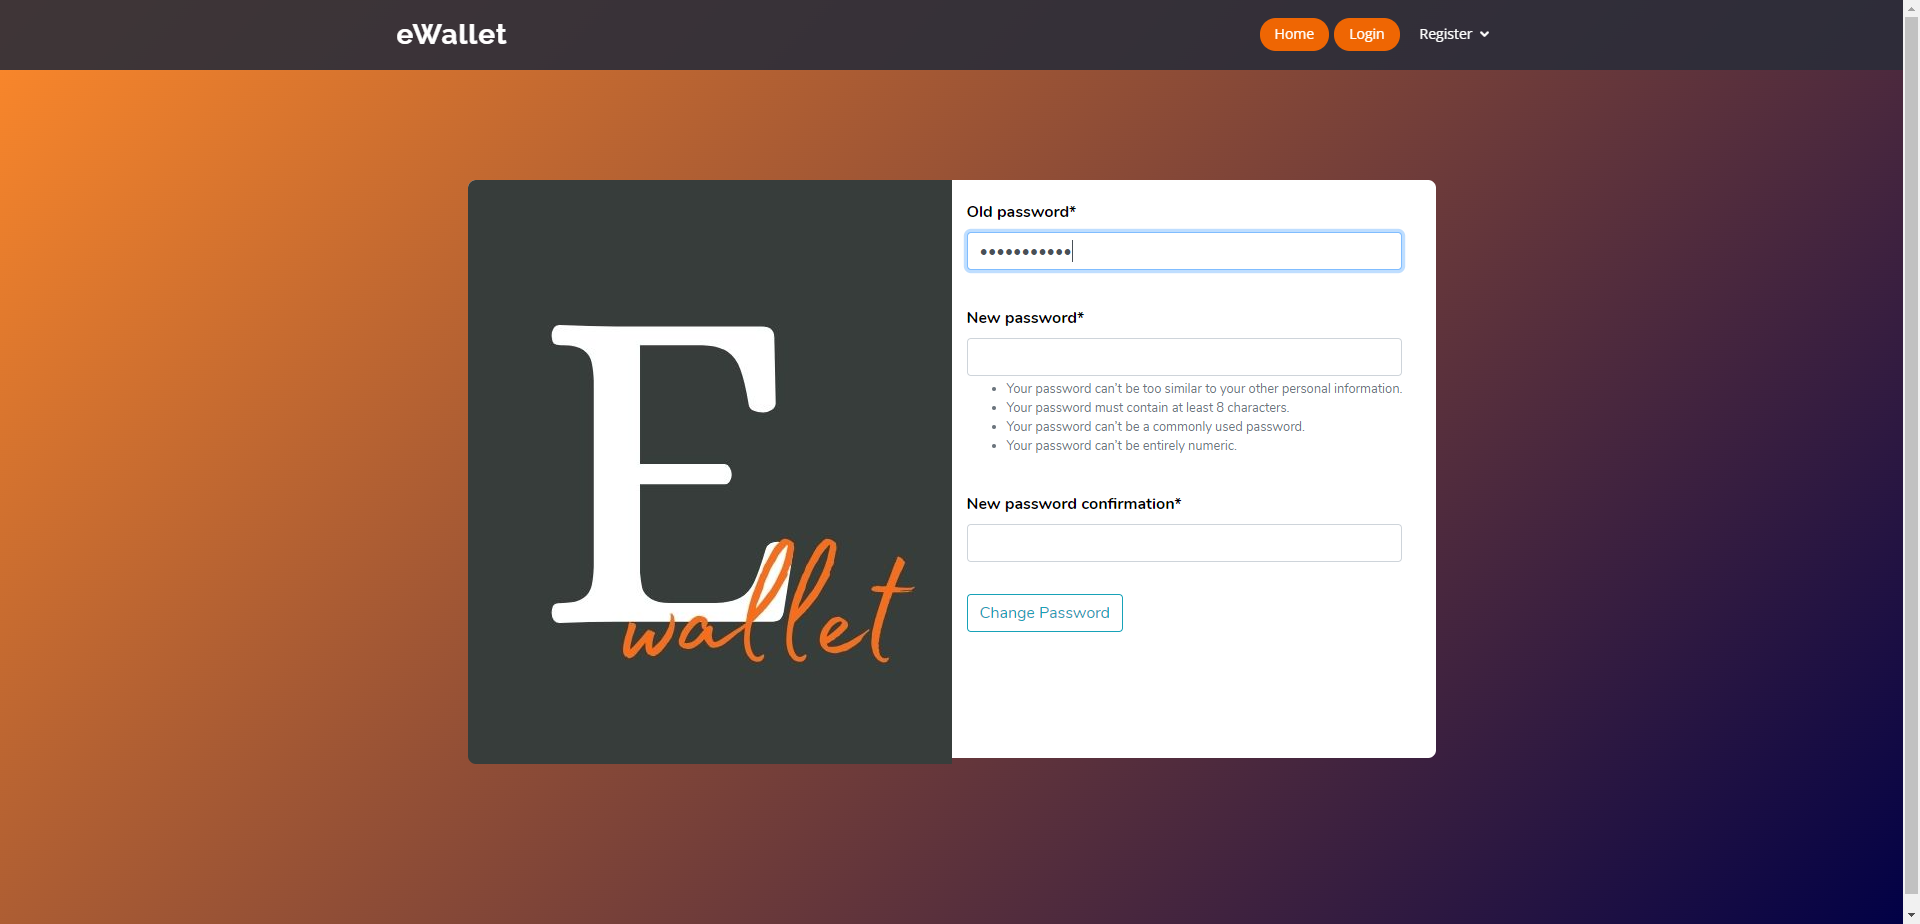 eWallet
Home
Login
Register
E
wallet
Old password*
•••••••••••
New password*
• Your password can't be too similar to your other personal information.
• Your password must contain at least 8 characters.
• Your password can't be a commonly used password.
• Your password can't be entirely numeric.
New password confirmation*
Change Password